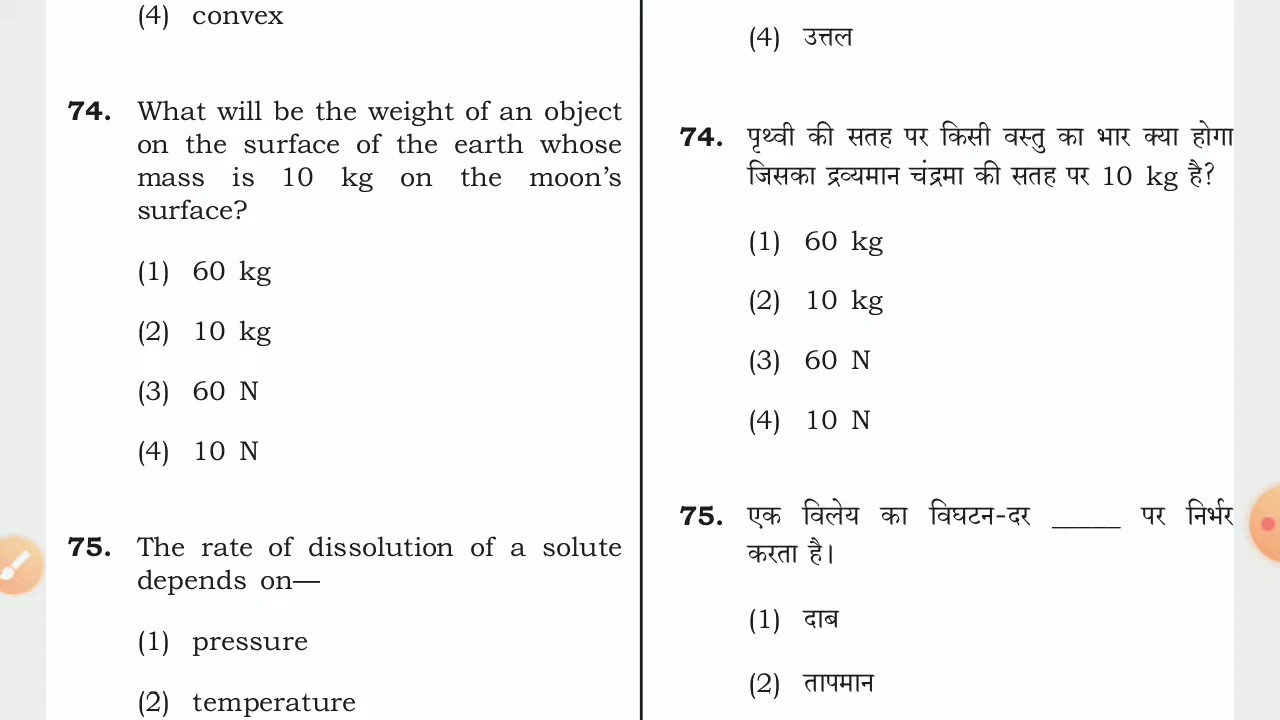 (4) convex
74. What will be the weight of an object
on the surface of the earth whose
mass is 10 kg on the moon's
surface?
(1) 60 kg
(2) 10 kg
(3) 60 N
(4) 10 N
75. The rate of dissolution of a solute
depends on—
(1) pressure
(2) temperature
(4) उत्तल
74. पृथ्वी की सतह पर किसी वस्तु का भार क्या होगा
जिसका द्रव्यमान चंद्रमा की सतह पर 10 kg है?
(1) 60 kg
(2) 10 kg
(3) 60 N
(4) 10 N
75. एक विलेय का विघटन-दर _____ पर निर्भर
करता है।
(1) दाब
(2) तापमान